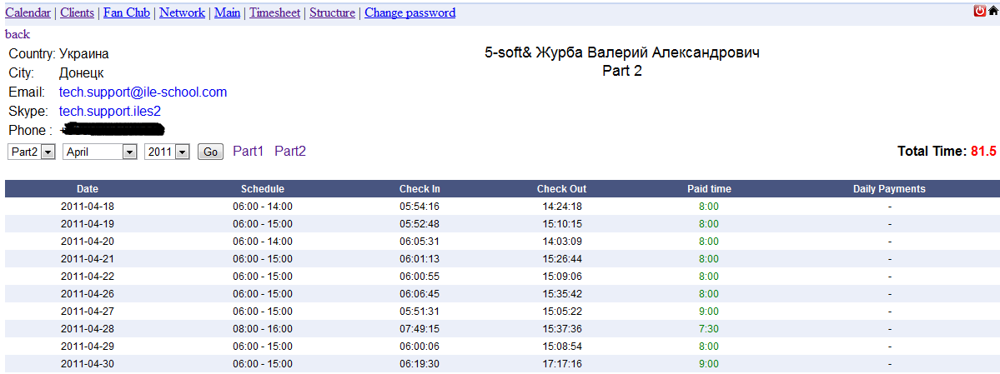 Calendar | Clients | Fan Club | Network | Main | Timesheet | Structure | Change password
back
Country: Украина
City: Донецк
Email: tech.support@ile-school.com
Skype: tech.support.iles2
Phone : +
5-soft& Журба Валерий Александрович
Part 2
Part2 April 2011 Go Part1 Part2 Total Time: 81.5
Date Schedule Check In Check Out Paid time Daily Payments
2011-04-18 06:00 - 14:00 05:54:16 14:24:18 8:00 -
2011-04-19 06:00 - 15:00 05:52:48 15:10:15 8:00 -
2011-04-20 06:00 - 14:00 06:05:31 14:03:09 8:00 -
2011-04-21 06:00 - 15:00 06:01:13 15:26:44 8:00 -
2011-04-22 06:00 - 15:00 06:00:55 15:09:06 8:00 -
2011-04-26 06:00 - 15:00 06:06:45 15:35:42 8:00 -
2011-04-27 06:00 - 15:00 05:51:31 15:05:22 9:00 -
2011-04-28 08:00 - 16:00 07:49:15 15:37:36 7:30 -
2011-04-29 06:00 - 15:00 06:00:06 15:08:54 8:00 -
2011-04-30 06:00 - 15:00 06:19:30 17:17:16 9:00 -